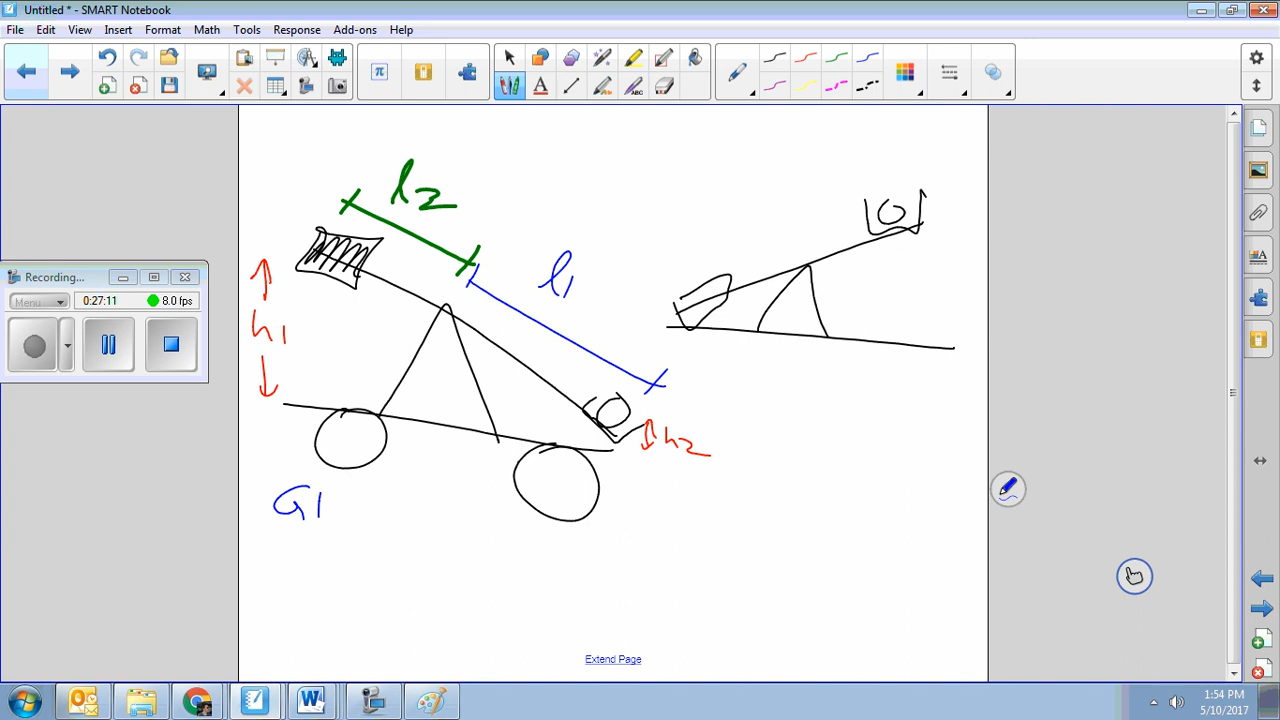 Untitled * - SMART Notebook
File Edit View Insert Format Math Tools Response Add-ons Help
π A ABC A
l2
l1
h1
h2
G1
Recording...
Menu 0:27:11 8.0 fps
Extend Page
W
1:54 PM
5/10/2017